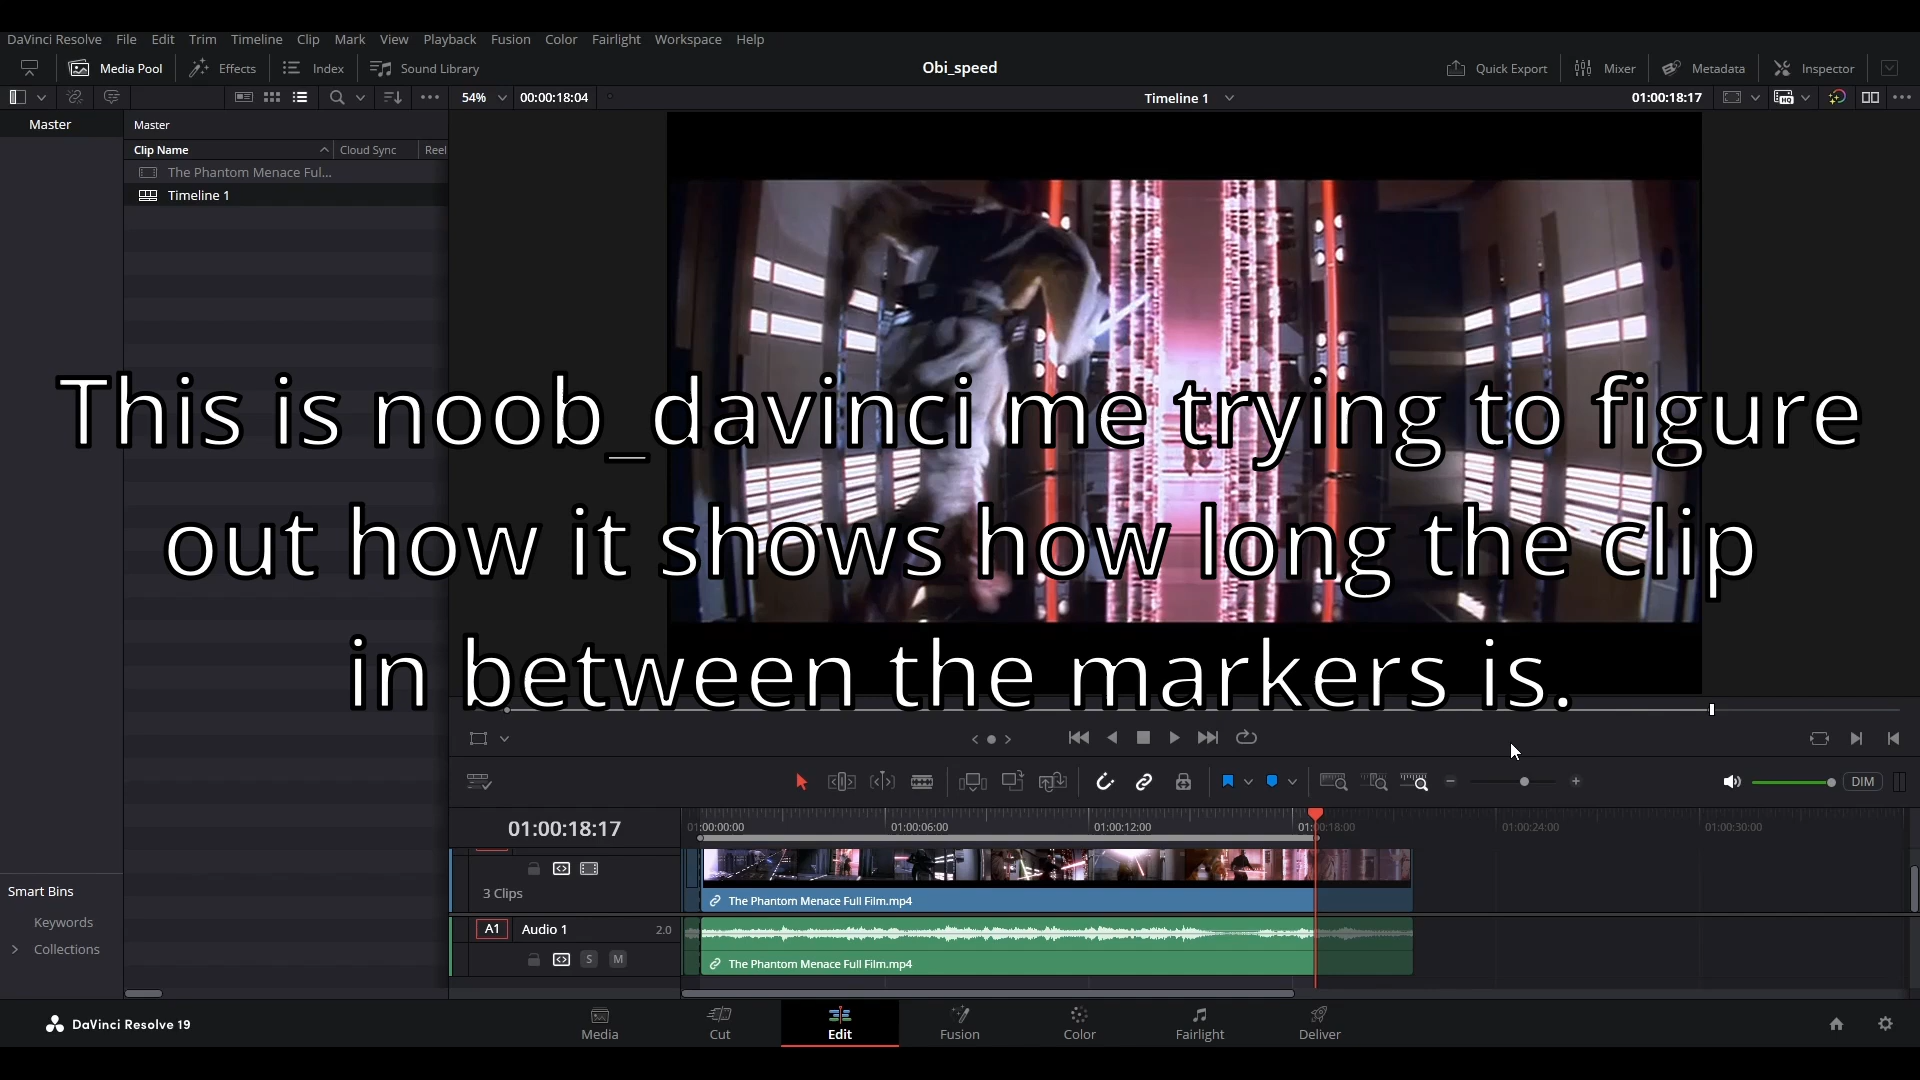 DaVinci Resolve File Edit Trim Timeline Clip Mark View Playback Fusion Color Fairlight Workspace Help
Media Pool Effects Index Sound Library Obi_speed Quick Export Mixer Metadata Inspector
54% 00:00:18:04 Timeline 1 01:00:18:17
Master Master
Clip Name Cloud Sync Reel
The Phantom Menace Ful...
Timeline 1
This is noob_davinci me trying to figure
out how it shows how long the clip
in between the markers is.
DIM
01:00:18:17 01:00:00:00 01:00:06:00 01:00:12:00 01:00:18:00 01:00:24:00 01:00:30:00
3 Clips
The Phantom Menace Full Film.mp4
A1 Audio 1 2.0
S M
The Phantom Menace Full Film.mp4
Smart Bins
Keywords
Collections
DaVinci Resolve 19
Media Cut Edit Fusion Color Fairlight Deliver